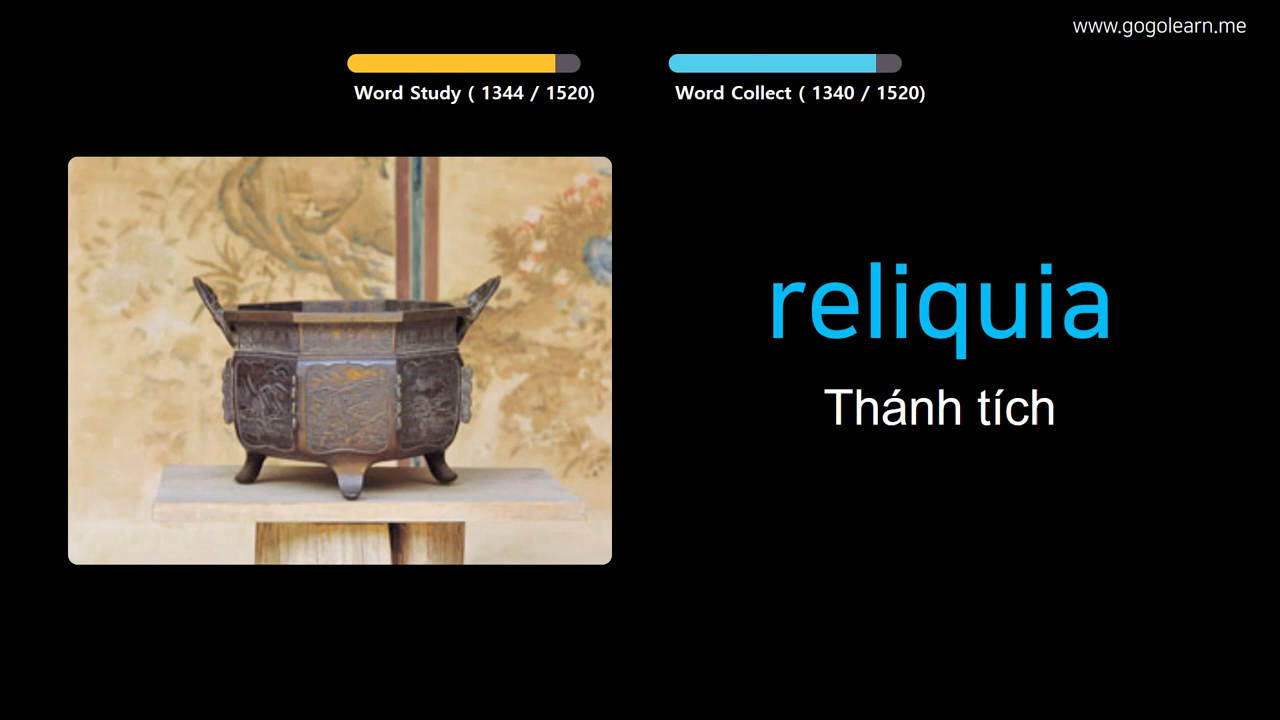 www.gogolearn.me
Word Study ( 1344 / 1520)
Word Collect ( 1340 / 1520)
reliquia
Thánh tích